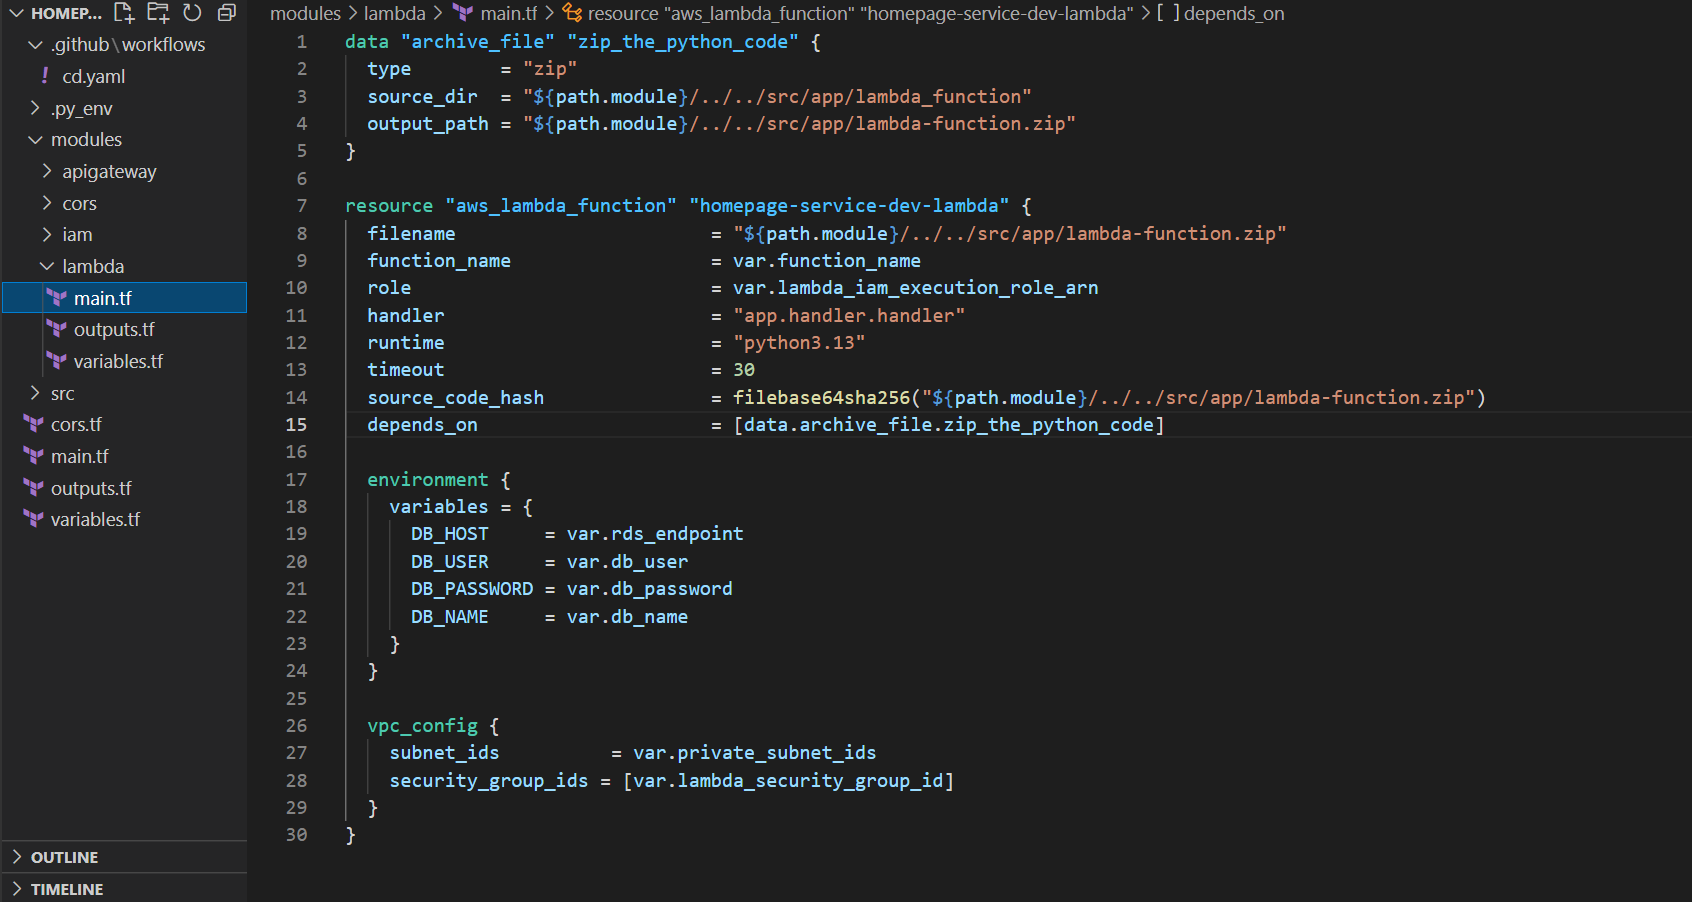 HOMEP...
.github\workflows
cd.yaml
.py_env
modules
apigateway
cors
iam
lambda
main.tf
outputs.tf
variables.tf
src
cors.tf
main.tf
outputs.tf
variables.tf
OUTLINE
TIMELINE
modules > lambda > main.tf > resource "aws_lambda_function" "homepage-service-dev-lambda" > [ ] depends_on
1 data "archive_file" "zip_the_python_code" {
2   type        = "zip"
3   source_dir  = "${path.module}/../../src/app/lambda_function"
4   output_path = "${path.module}/../../src/app/lambda-function.zip"
5 }
6
7 resource "aws_lambda_function" "homepage-service-dev-lambda" {
8   filename                       = "${path.module}/../../src/app/lambda-function.zip"
9   function_name                  = var.function_name
10   role                           = var.lambda_iam_execution_role_arn
11   handler                        = "app.handler.handler"
12   runtime                        = "python3.13"
13   timeout                        = 30
14   source_code_hash               = filebase64sha256("${path.module}/../../src/app/lambda-function.zip")
15   depends_on                     = [data.archive_file.zip_the_python_code]
16
17   environment {
18     variables = {
19       DB_HOST     = var.rds_endpoint
20       DB_USER     = var.db_user
21       DB_PASSWORD = var.db_password
22       DB_NAME     = var.db_name
23     }
24   }
25
26   vpc_config {
27     subnet_ids          = var.private_subnet_ids
28     security_group_ids = [var.lambda_security_group_id]
29   }
30 }